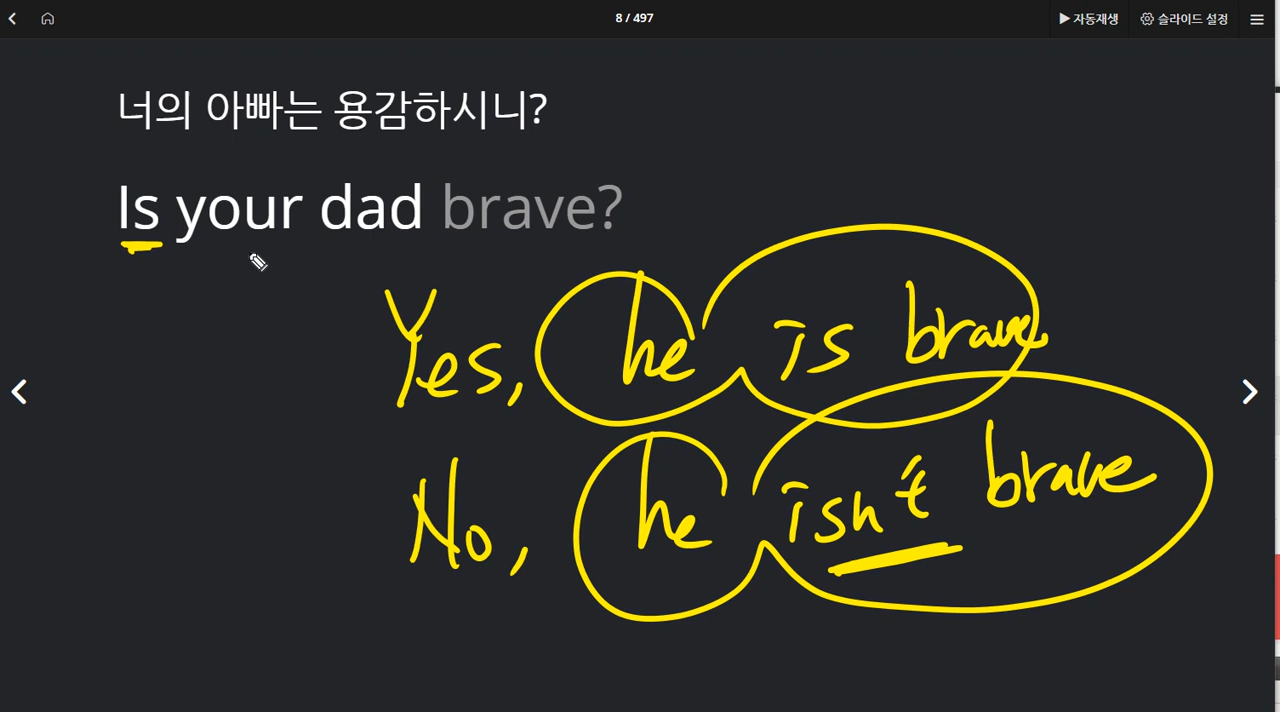 8 / 497
▶ 자동재생
슬라이드 설정
너의 아빠는 용감하시니?
Is your dad brave?
Yes, he is brave
No, he isn't brave